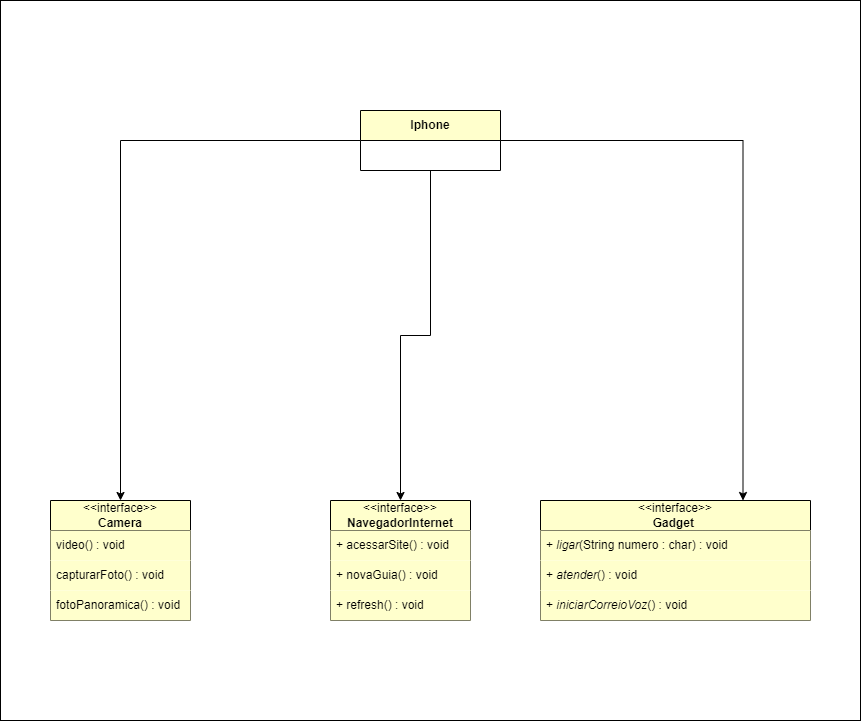 Iphone
<<interface>>
Camera
video() : void
capturarFoto() : void
fotoPanoramica() : void
<<interface>>
NavegadorInternet
+ acessarSite() : void
+ novaGuia() : void
+ refresh() : void
<<interface>>
Gadget
+ ligar(String numero : char) : void
+ atender() : void
+ iniciarCorreioVoz() : void